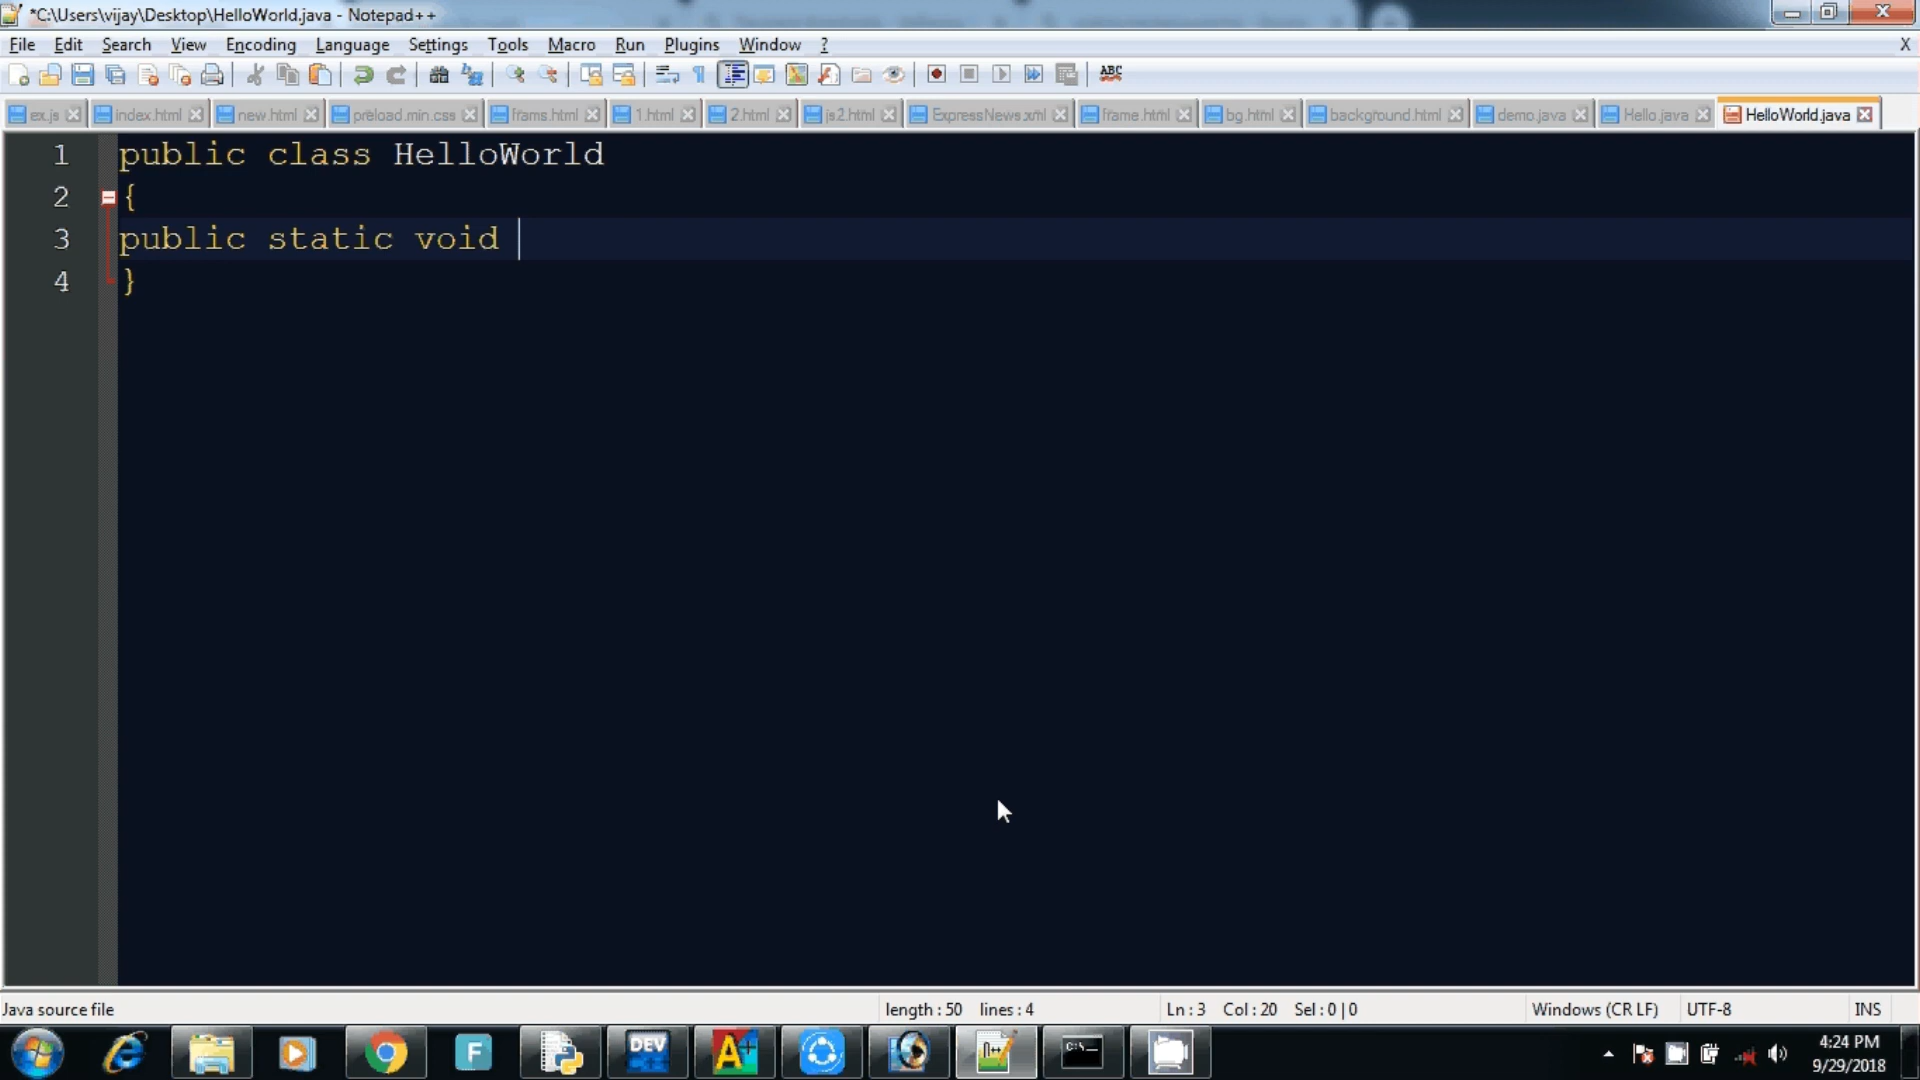 *C:\Users\vijay\Desktop\HelloWorld.java - Notepad++
File Edit Search View Encoding Language Settings Tools Macro Run Plugins Window ? X
ABC
ex.js index.html new.html preload.min.css frams.html 1.html 2.html js2.html ExpressNews.xml frame.html bg.html background.html demo.java Hello.java HelloWorld.java
1 public class HelloWorld
2 {
3 public static void
4 }
Java source file length : 50 lines : 4 Ln : 3 Col : 20 Sel : 0 | 0 Windows (CR LF) UTF-8 INS
F DEV A+ C:\_ 4:24 PM
9/29/2018